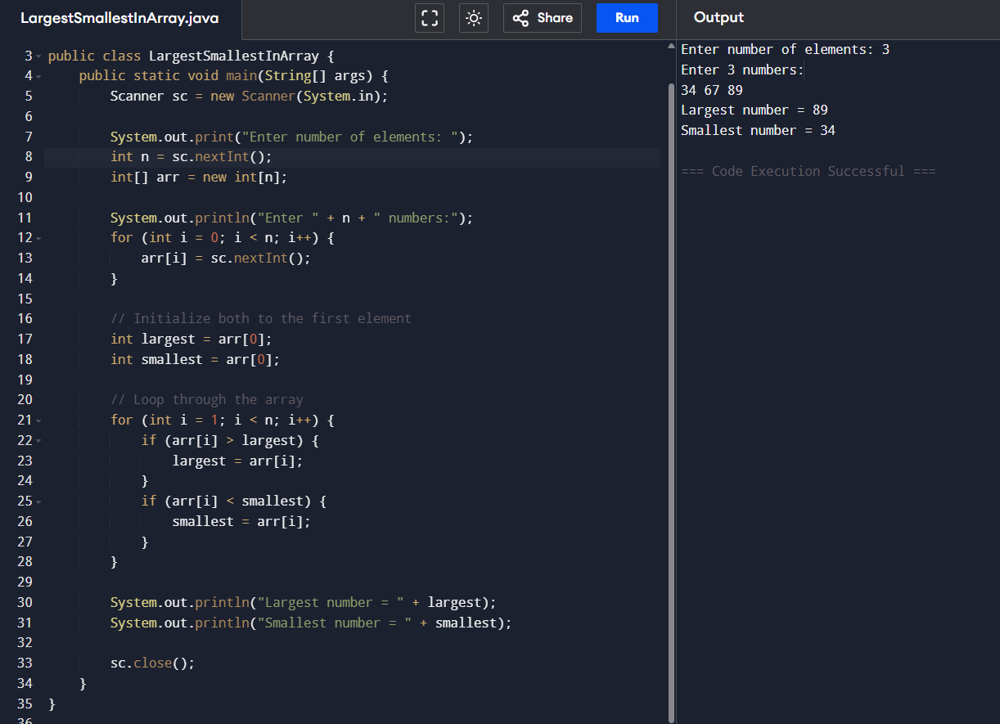 LargestSmallestInArray.java
Share
Run
Output
3 public class LargestSmallestInArray {
4     public static void main(String[] args) {
5         Scanner sc = new Scanner(System.in);
6
7         System.out.print("Enter number of elements: ");
8         int n = sc.nextInt();
9         int[] arr = new int[n];
10
11         System.out.println("Enter " + n + " numbers:");
12         for (int i = 0; i < n; i++) {
13             arr[i] = sc.nextInt();
14         }
15
16         // Initialize both to the first element
17         int largest = arr[0];
18         int smallest = arr[0];
19
20         // Loop through the array
21         for (int i = 1; i < n; i++) {
22             if (arr[i] > largest) {
23                 largest = arr[i];
24             }
25             if (arr[i] < smallest) {
26                 smallest = arr[i];
27             }
28         }
29
30         System.out.println("Largest number = " + largest);
31         System.out.println("Smallest number = " + smallest);
32
33         sc.close();
34     }
35 }
36
Enter number of elements: 3
Enter 3 numbers:
34 67 89
Largest number = 89
Smallest number = 34
=== Code Execution Successful ===